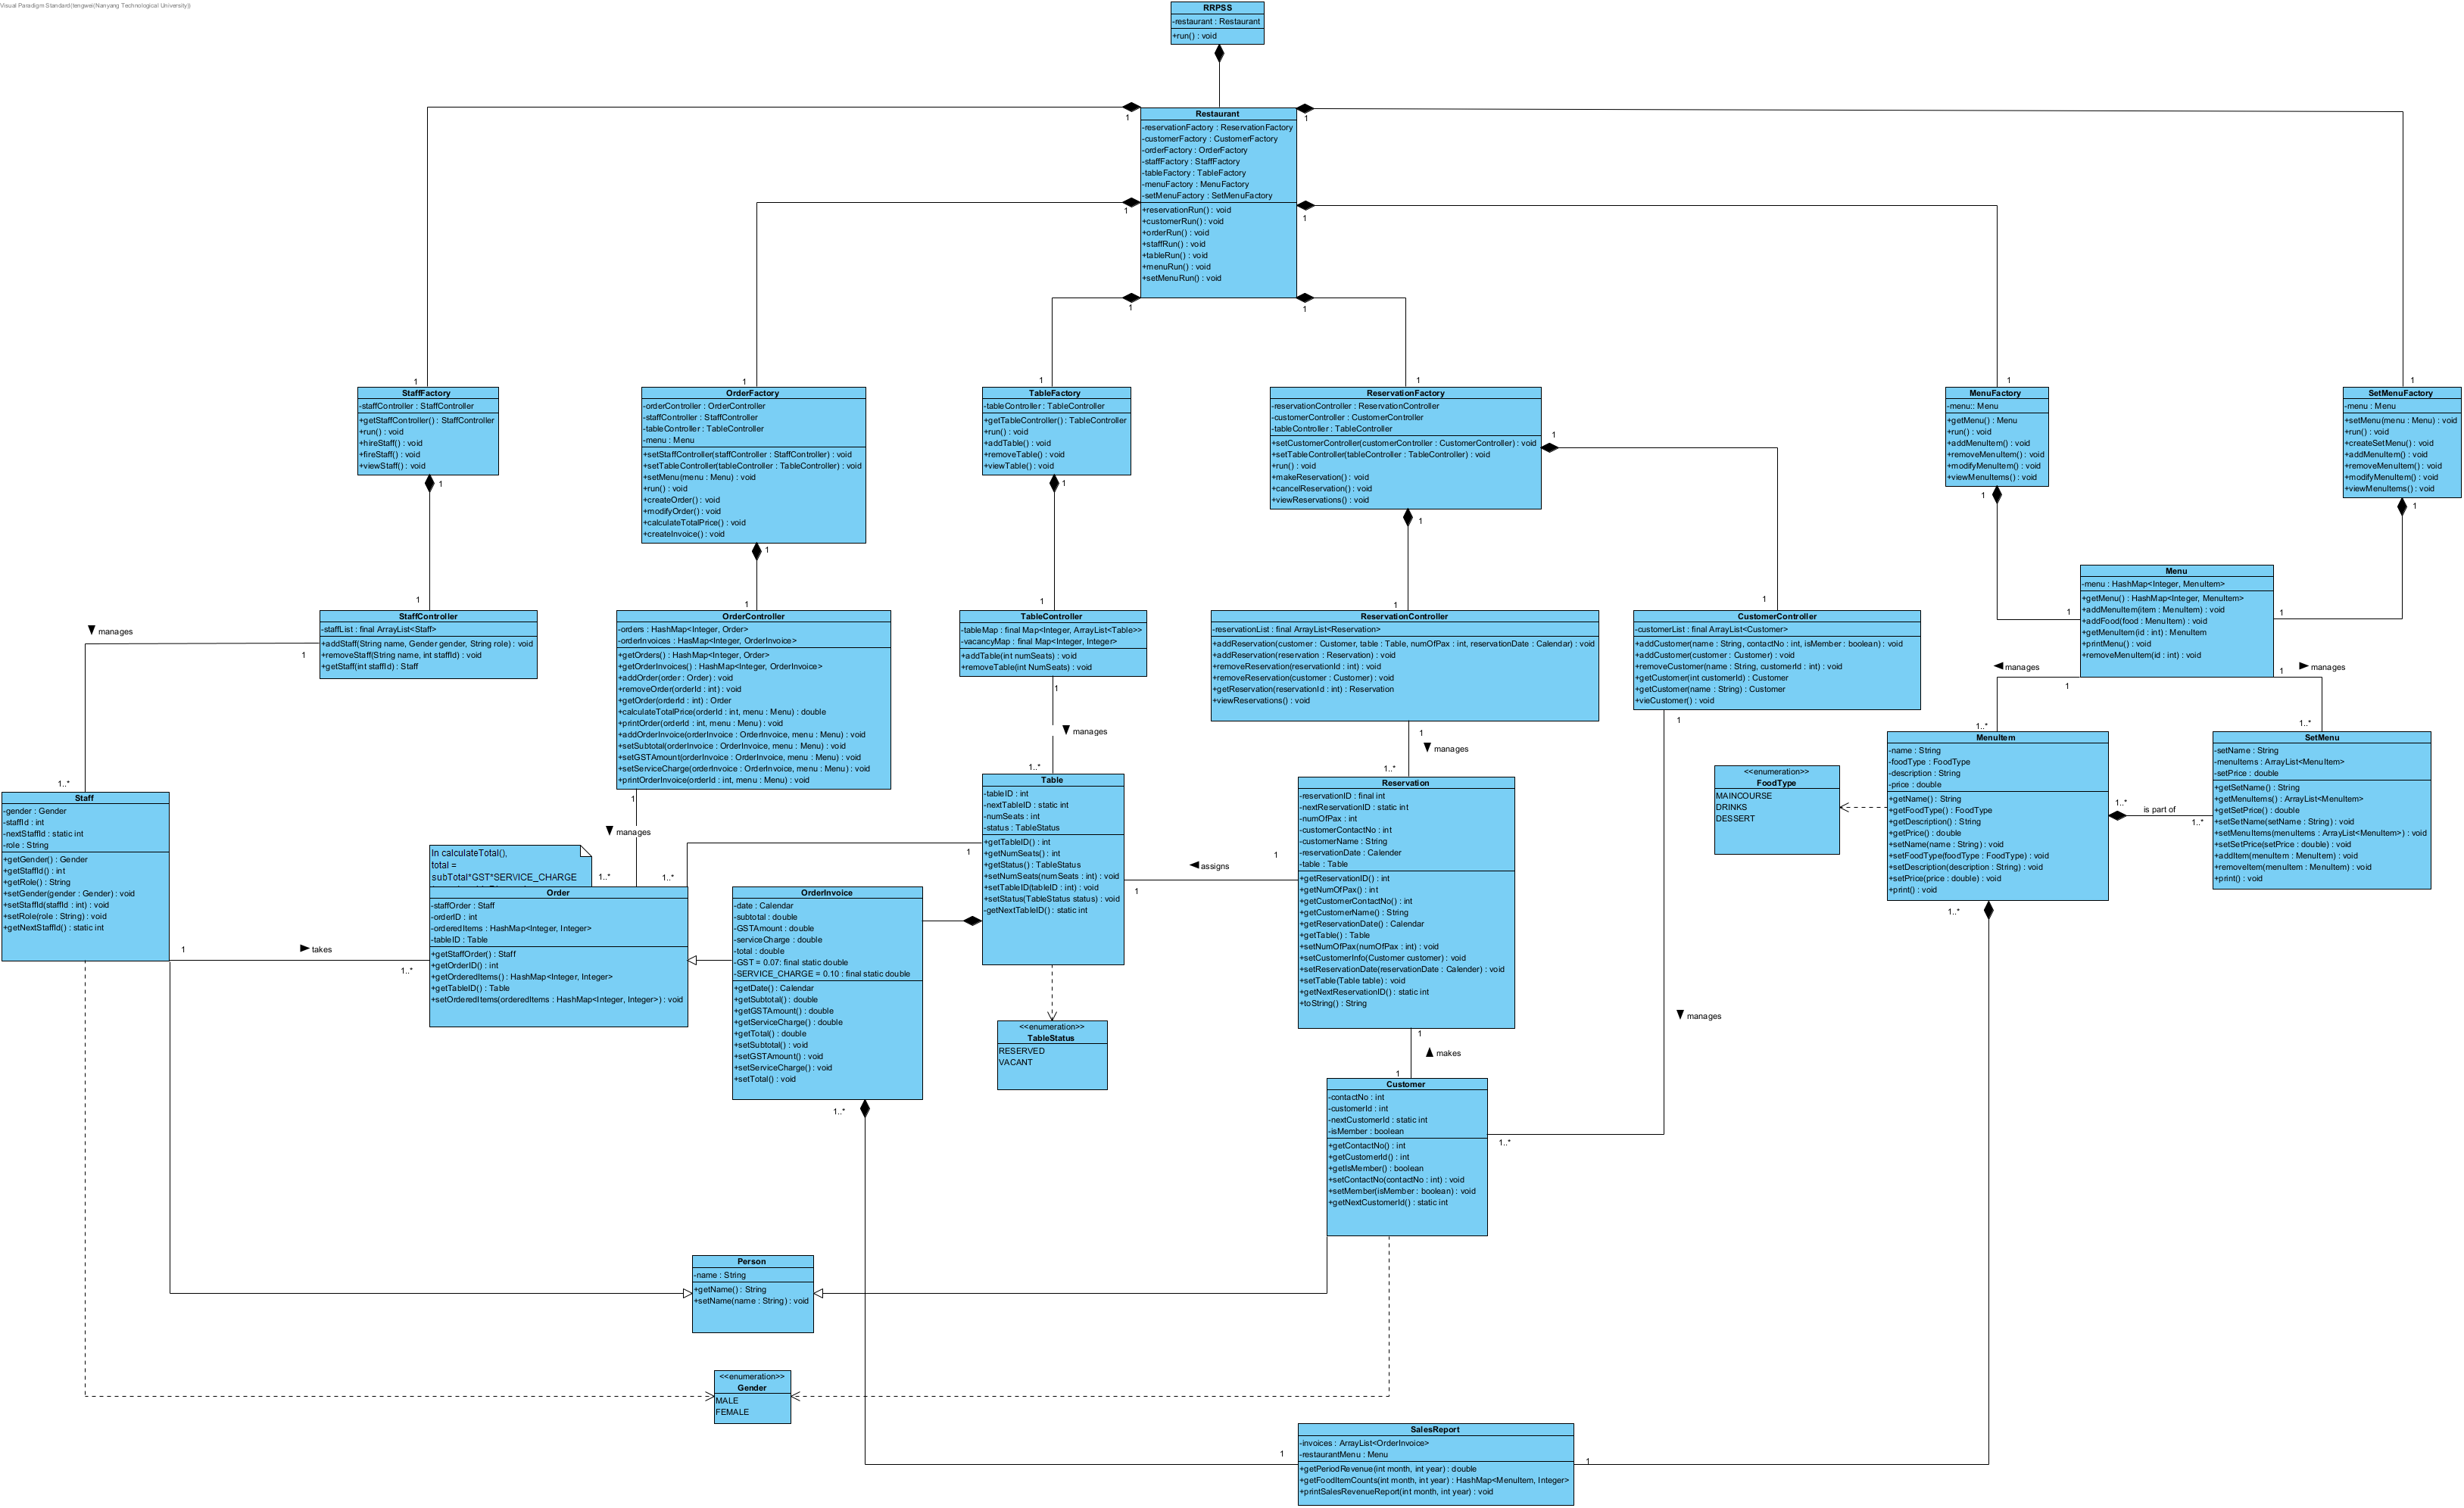 Visual Paradigm Standard(tengwei(Nanyang Technological University))
RRPSS
-restaurant : Restaurant
+run() : void
1
1
Restaurant
-reservationFactory : ReservationFactory
-customerFactory : CustomerFactory
-orderFactory : OrderFactory
-staffFactory : StaffFactory
-tableFactory : TableFactory
-menuFactory : MenuFactory
-setMenuFactory : SetMenuFactory
+reservationRun() : void
+customerRun() : void
+orderRun() : void
+staffRun() : void
+tableRun() : void
+menuRun() : void
+setMenuRun() : void
1
1
1
1
1
1
1
1
1
1
StaffFactory
-staffController : StaffController
+getStaffController() : StaffController
+run() : void
+hireStaff() : void
+fireStaff() : void
+viewStaff() : void
1
OrderFactory
-orderController : OrderController
-staffController : StaffController
-tableController : TableController
-menu : Menu
+setStaffController(staffController : StaffController) : void
+setTableController(tableController : TableController) : void
+setMenu(menu : Menu) : void
+run() : void
+createOrder() : void
+modifyOrder() : void
+calculateTotalPrice() : void
+createInvoice() : void
1
TableFactory
-tableController : TableController
+getTableController() : TableController
+run() : void
+addTable() : void
+removeTable() : void
+viewTable() : void
1
ReservationFactory
-reservationController : ReservationController
-customerController : CustomerController
-tableController : TableController
+setCustomerController(customerController : CustomerController) : void
+setTableController(tableController : TableController) : void
+run() : void
+makeReservation() : void
+cancelReservation() : void
+viewReservations() : void
1
1
MenuFactory
-menu:: Menu
+getMenu() : Menu
+run() : void
+addMenuItem() : void
+removeMenuItem() : void
+modifyMenuItem() : void
+viewMenuItems() : void
1
SetMenuFactory
-menu : Menu
+setMenu(menu : Menu) : void
+run() : void
+createSetMenu() : void
+addMenuItem() : void
+removeMenuItem() : void
+modifyMenuItem() : void
+viewMenuItems() : void
1
1
StaffController
-staffList : final ArrayList<Staff>
+addStaff(String name, Gender gender, String role) : void
+removeStaff(String name, int staffId) : void
+getStaff(int staffId) : Staff
manages
1
1
OrderController
-orders : HashMap<Integer, Order>
-orderInvoices : HasMap<Integer, OrderInvoice>
+getOrders() : HashMap<Integer, Order>
+getOrderInvoices() : HashMap<Integer, OrderInvoice>
+addOrder(order : Order) : void
+removeOrder(orderId : int) : void
+getOrder(orderId : int) : Order
+calculateTotalPrice(orderId : int, menu : Menu) : double
+printOrder(orderId : int, menu : Menu) : void
+addOrderInvoice(orderInvoice : OrderInvoice, menu : Menu) : void
+setSubtotal(orderInvoice : OrderInvoice, menu : Menu) : void
+setGSTAmount(orderInvoice : OrderInvoice, menu : Menu) : void
+setServiceCharge(orderInvoice : OrderInvoice, menu : Menu) : void
+printOrderInvoice(orderId : int, menu : Menu) : void
1
manages
1..*
1
TableController
-tableMap : final Map<Integer, ArrayList<Table>>
-vacancyMap : final Map<Integer, Integer>
+addTable(int numSeats) : void
+removeTable(int NumSeats) : void
1
manages
1..*
1
ReservationController
-reservationList : final ArrayList<Reservation>
+addReservation(customer : Customer, table : Table, numOfPax : int, reservationDate : Calendar) : void
+addReservation(reservation : Reservation) : void
+removeReservation(reservationId : int) : void
+removeReservation(customer : Customer) : void
+getReservation(reservationId : int) : Reservation
+viewReservations() : void
1
manages
1..*
1
CustomerController
-customerList : final ArrayList<Customer>
+addCustomer(name : String, contactNo : int, isMember : boolean) : void
+addCustomer(customer : Customer) : void
+removeCustomer(name : String, customerId : int) : void
+getCustomer(int customerId) : Customer
+getCustomer(name : String) : Customer
+vieCustomer() : void
1
manages
1..*
Menu
-menu : HashMap<Integer, MenuItem>
+getMenu() : HashMap<Integer, MenuItem>
+addMenuItem(item : MenuItem) : void
+addFood(food : MenuItem) : void
+getMenuItem(id : int) : MenuItem
+printMenu() : void
+removeMenuItem(id : int) : void
1
1
manages
1
1..*
manages
1
1..*
1..*
Staff
-gender : Gender
-staffId : int
-nextStaffId : static int
-role : String
+getGender() : Gender
+getStaffId() : int
+getRole() : String
+setGender(gender : Gender) : void
+setStaffId(staffId : int) : void
+setRole(role : String) : void
+getNextStaffId() : static int
1
takes
1..*
In calculateTotal(),
total =
subTotal*GST*SERVICE_CHARGE
Order
-staffOrder : Staff
-orderID : int
-orderedItems : HashMap<Integer, Integer>
-tableID : Table
+getStaffOrder() : Staff
+getOrderID() : int
+getOrderedItems() : HashMap<Integer, Integer>
+getTableID() : Table
+setOrderedItems(orderedItems : HashMap<Integer, Integer>) : void
1..*
1
OrderInvoice
-date : Calendar
-subtotal : double
-GSTAmount : double
-serviceCharge : double
-total : double
-GST = 0.07: final static double
-SERVICE_CHARGE = 0.10 : final static double
+getDate() : Calendar
+getSubtotal() : double
+getGSTAmount() : double
+getServiceCharge() : double
+getTotal() : double
+setSubtotal() : void
+setGSTAmount() : void
+setServiceCharge() : void
+setTotal() : void
1..*
Table
-tableID : int
-nextTableID : static int
-numSeats : int
-status : TableStatus
+getTableID() : int
+getNumSeats() : int
+getStatus() : TableStatus
+setNumSeats(numSeats : int) : void
+setTableID(tableID : int) : void
+setStatus(TableStatus status) : void
-getNextTableID() : static int
1
assigns
1
<<enumeration>>
TableStatus
RESERVED
VACANT
Reservation
-reservationID : final int
-nextReservationID : static int
-numOfPax : int
-customerContactNo : int
-customerName : String
-reservationDate : Calender
-table : Table
+getReservationID() : int
+getNumOfPax() : int
+getCustomerContactNo() : int
+getCustomerName() : String
+getReservationDate() : Calendar
+getTable() : Table
+setNumOfPax(numOfPax : int) : void
+setCustomerInfo(Customer customer) : void
+setReservationDate(reservationDate : Calender) : void
+setTable(Table table) : void
+getNextReservationID() : static int
+toString() : String
1
makes
1
Customer
-contactNo : int
-customerId : int
-nextCustomerId : static int
-isMember : boolean
+getContactNo() : int
+getCustomerId() : int
+getIsMember() : boolean
+setContactNo(contactNo : int) : void
+setMember(isMember : boolean) : void
+getNextCustomerId() : static int
<<enumeration>>
FoodType
MAINCOURSE
DRINKS
DESSERT
MenuItem
-name : String
-foodType : FoodType
-description : String
-price : double
+getName() : String
+getFoodType() : FoodType
+getDescription() : String
+getPrice() : double
+setName(name : String) : void
+setFoodType(foodType : FoodType) : void
+setDescription(description : String) : void
+setPrice(price : double) : void
+print() : void
1..*
is part of
1..*
1..*
SetMenu
-setName : String
-menuItems : ArrayList<MenuItem>
-setPrice : double
+getSetName() : String
+getMenuItems() : ArrayList<MenuItem>
+getSetPrice() : double
+setSetName(setName : String) : void
+setMenuItems(menuItems : ArrayList<MenuItem>) : void
+setSetPrice(setPrice : double) : void
+addItem(menuItem : MenuItem) : void
+removeItem(menuItem : MenuItem) : void
+print() : void
Person
-name : String
+getName() : String
+setName(name : String) : void
<<enumeration>>
Gender
MALE
FEMALE
1
SalesReport
-invoices : ArrayList<OrderInvoice>
-restaurantMenu : Menu
+getPeriodRevenue(int month, int year) : double
+getFoodItemCounts(int month, int year) : HashMap<MenuItem, Integer>
+printSalesRevenueReport(int month, int year) : void
1